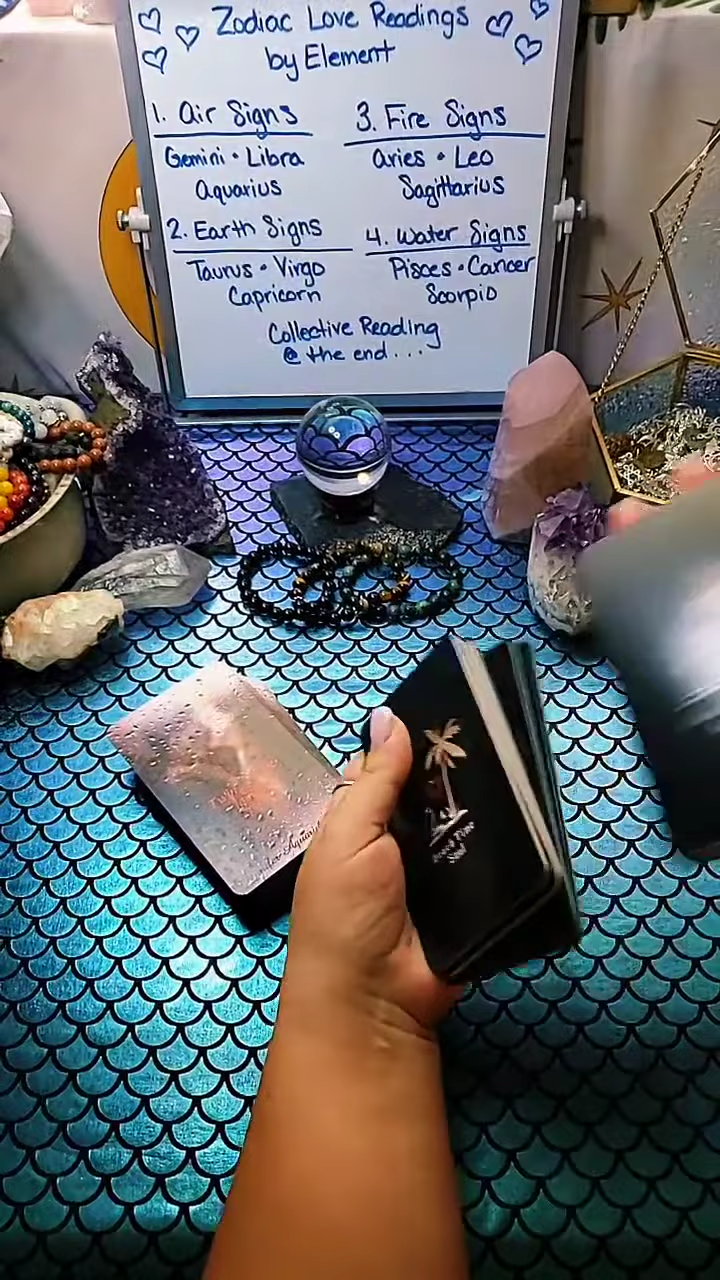 Zodiac Love Readings
by Element
1. Air Signs
Gemini • Libra
Aquarius
2. Earth Signs
Taurus • Virgo
Capricorn
3. Fire Signs
Aries • Leo
Sagittarius
4. Water Signs
Pisces • Cancer
Scorpio
Collective Reading
@ the end...